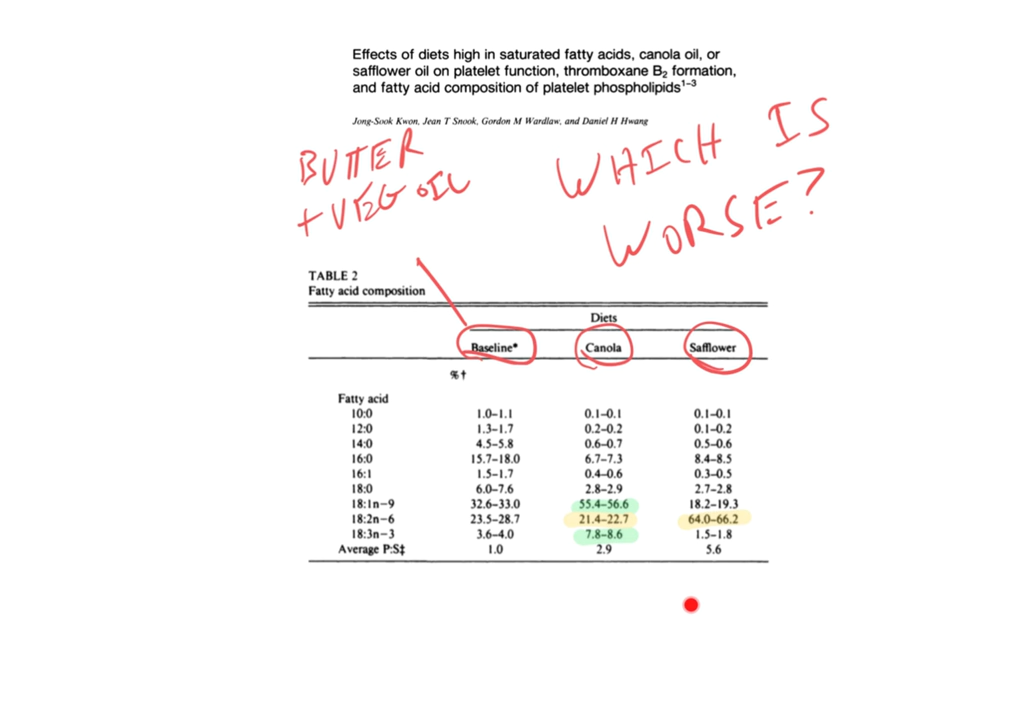 Effects of diets high in saturated fatty acids, canola oil, or
safflower oil on platelet function, thromboxane B₂ formation,
and fatty acid composition of platelet phospholipids¹⁻³
Jong-Sook Kwon, Jean T Snook, Gordon M Wardlaw, and Daniel H Hwang
BUTTER
+ VEG OIL
WHICH IS
WORSE?
TABLE 2
Fatty acid composition
Diets
Baseline* Canola Safflower
%†
Fatty acid
10:0 1.0–1.1 0.1–0.1 0.1–0.1
12:0 1.3–1.7 0.2–0.2 0.1–0.2
14:0 4.5–5.8 0.6–0.7 0.5–0.6
16:0 15.7–18.0 6.7–7.3 8.4–8.5
16:1 1.5–1.7 0.4–0.6 0.3–0.5
18:0 6.0–7.6 2.8–2.9 2.7–2.8
18:1n–9 32.6–33.0 55.4–56.6 18.2–19.3
18:2n–6 23.5–28.7 21.4–22.7 64.0–66.2
18:3n–3 3.6–4.0 7.8–8.6 1.5–1.8
Average P:S‡ 1.0 2.9 5.6